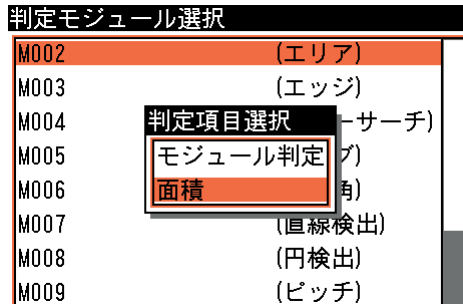 判定モジュール選択
M002 (エリア)
M003 (エッジ)
M004 ーサーチ)
判定項目選択
M005 ブ)
モジュール判定
M006 角)
面積
M007 (直線検出)
M008 (円検出)
M009 (ピッチ)